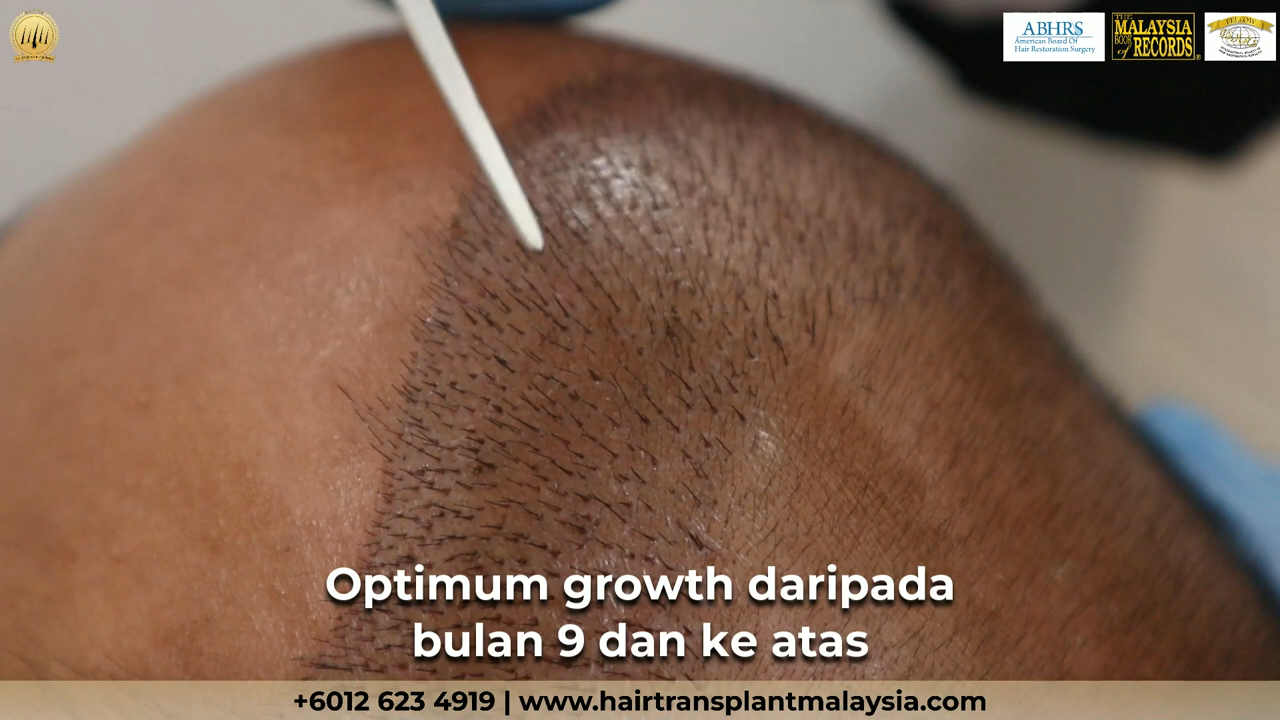 ABHRS
American Board Of
Hair Restoration Surgery
THE
MALAYSIA
BOOK of RECORDS
FELLOW
Optimum growth daripada
bulan 9 dan ke atas
+6012 623 4919 | www.hairtransplantmalaysia.com